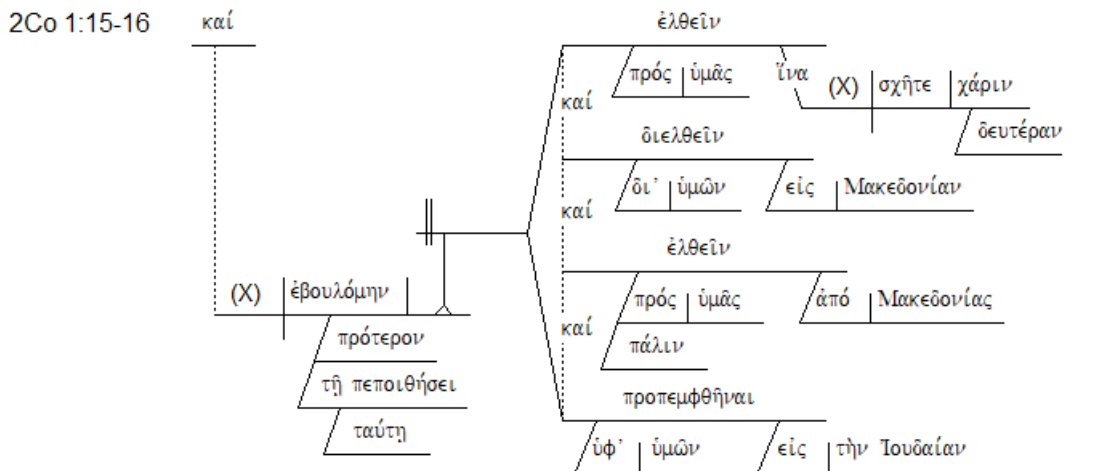 2Co 1:15-16 καί
ἐλθεῖν
πρός ὑμᾶς ἵνα (X) σχῆτε χάριν
καί
δευτέραν
διελθεῖν
δι’ ὑμῶν εἰς Μακεδονίαν
καί
ἐλθεῖν
(X) ἐβουλόμην
πρός ὑμᾶς ἀπό Μακεδονίας
καί
πρότερον
πάλιν
τῇ πεποιθήσει
προπεμφθῆναι
ταύτῃ
ὑφ’ ὑμῶν εἰς τὴν Ἰουδαίαν